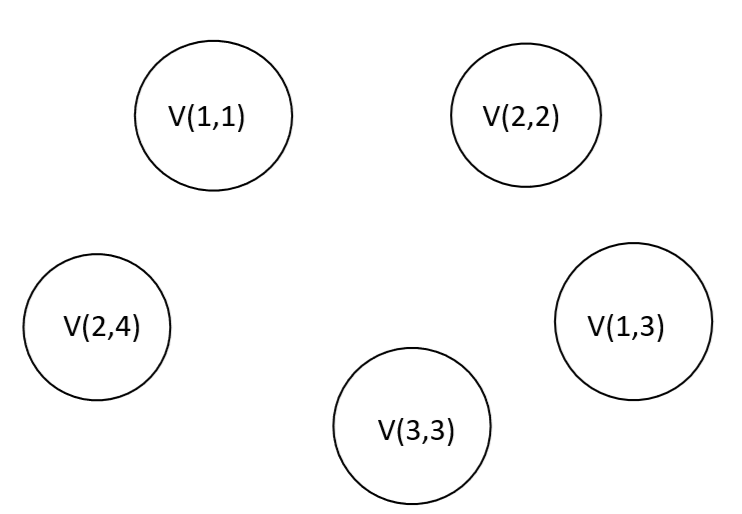 V(1,1)
V(2,2)
V(2,4)
V(1,3)
V(3,3)